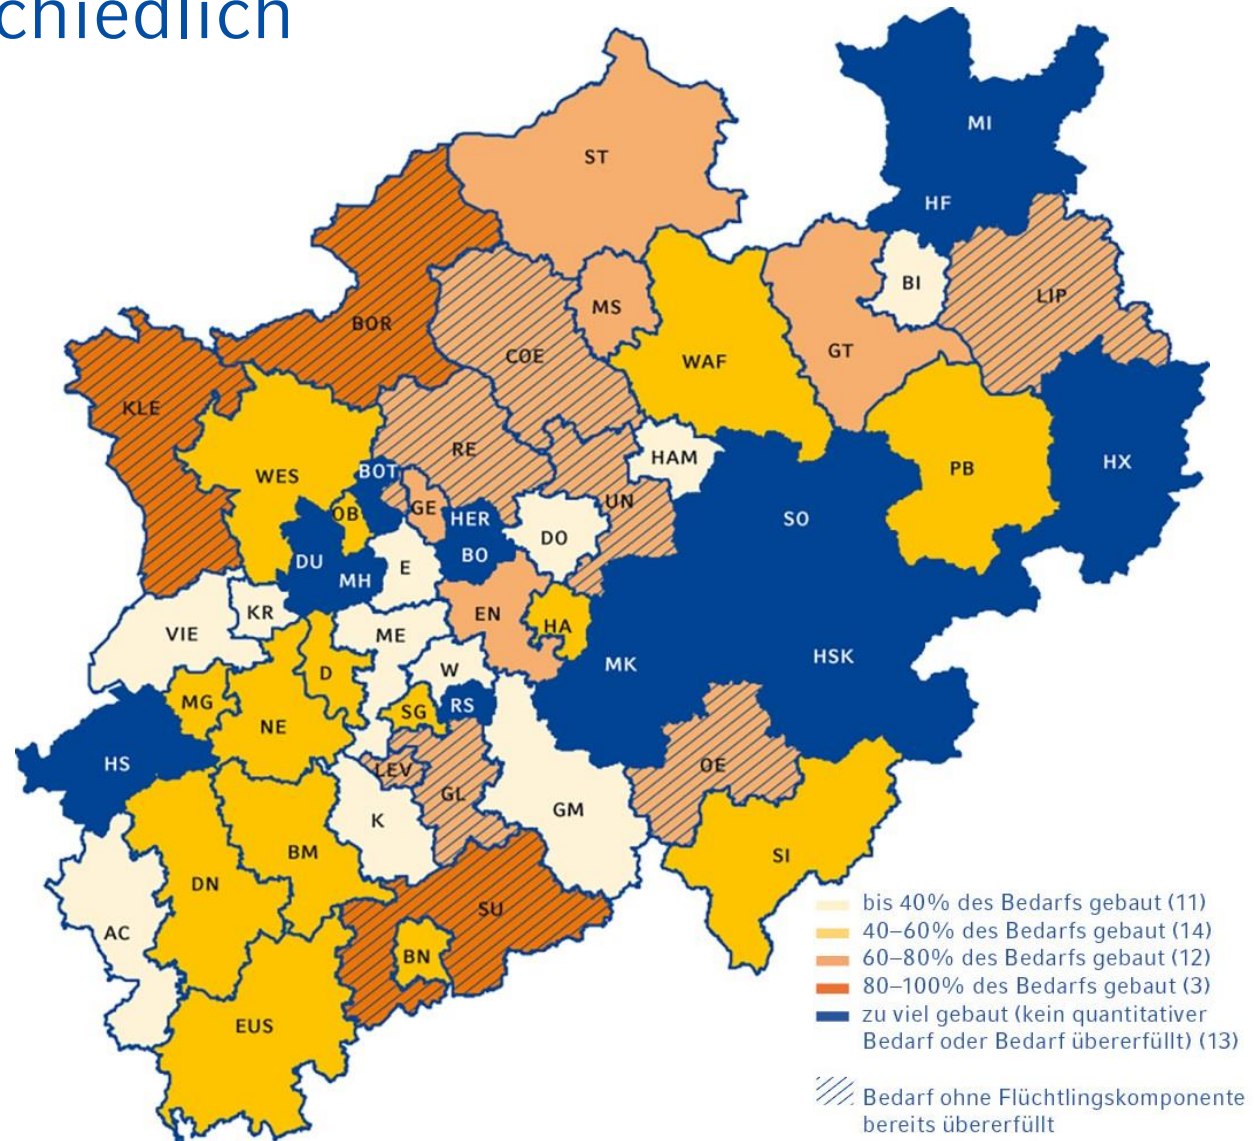 chiedlich
MI
ST
HF
BI
LIP
MS
BOR
GT
COE
WAF
KLE
RE
HAM
PB
HX
BOT
WES
UN
OB
GE
HER
SO
DO
BO
DU
E
MH
KR
EN
HA
VIE
ME
HSK
MK
W
D
MG
RS
SG
NE
HS
OE
LEV
GL
GM
K
BM
SI
DN
SU
AC
BN
EUS
bis 40% des Bedarfs gebaut (11)
40–60% des Bedarfs gebaut (14)
60–80% des Bedarfs gebaut (12)
80–100% des Bedarfs gebaut (3)
zu viel gebaut (kein quantitativer
Bedarf oder Bedarf übererfüllt) (13)
Bedarf ohne Flüchtlingskomponente
bereits übererfüllt